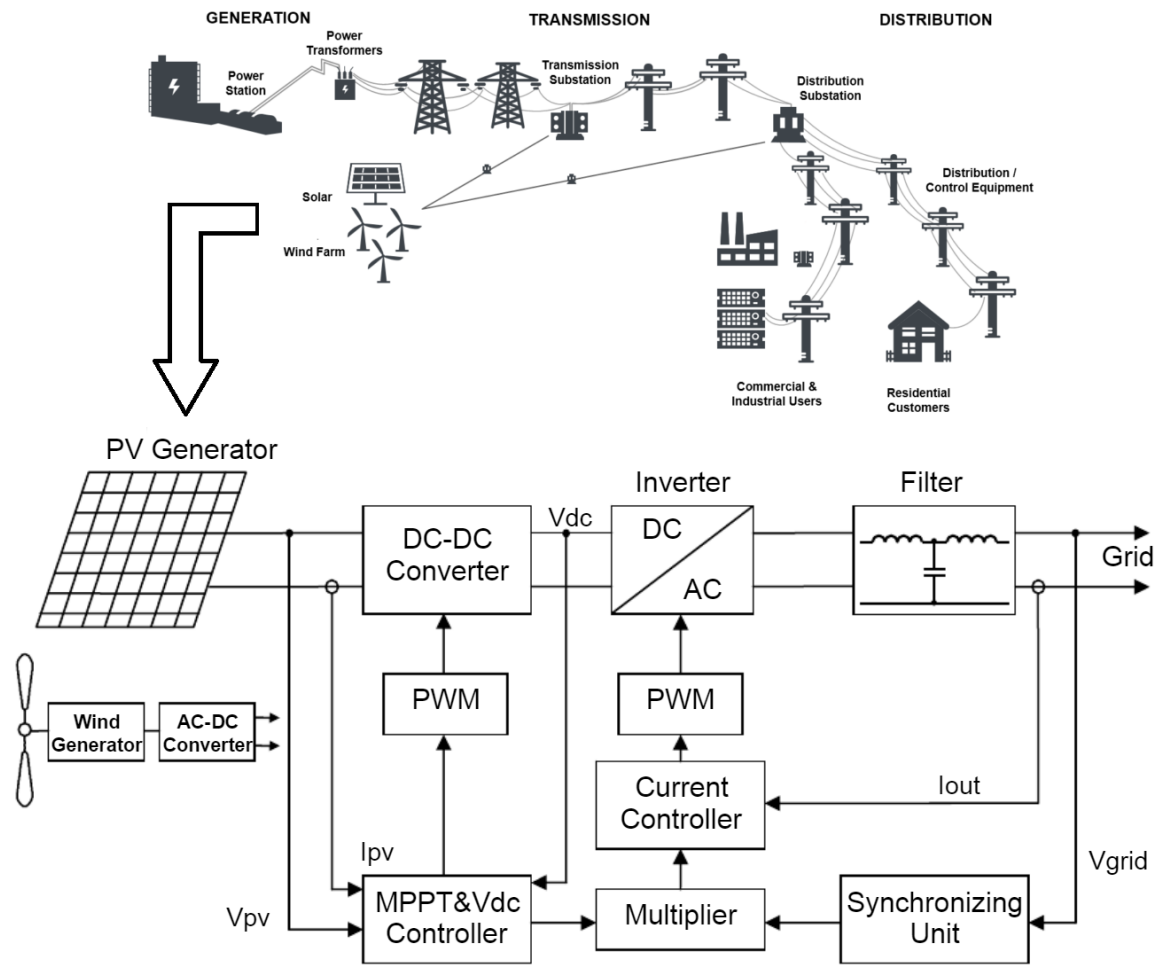 GENERATION
TRANSMISSION
DISTRIBUTION
Power
Transformers
Power
Station
Transmission
Substation
Distribution
Substation
Solar
Wind Farm
Distribution /
Control Equipment
Commercial &
Industrial Users
Residential
Customers
PV Generator
Inverter
Filter
DC-DC
Converter
Vdc
DC
AC
Grid
PWM
PWM
Wind
Generator
AC-DC
Converter
Current
Controller
Iout
Ipv
Vpv
MPPT&Vdc
Controller
Multiplier
Synchronizing
Unit
Vgrid